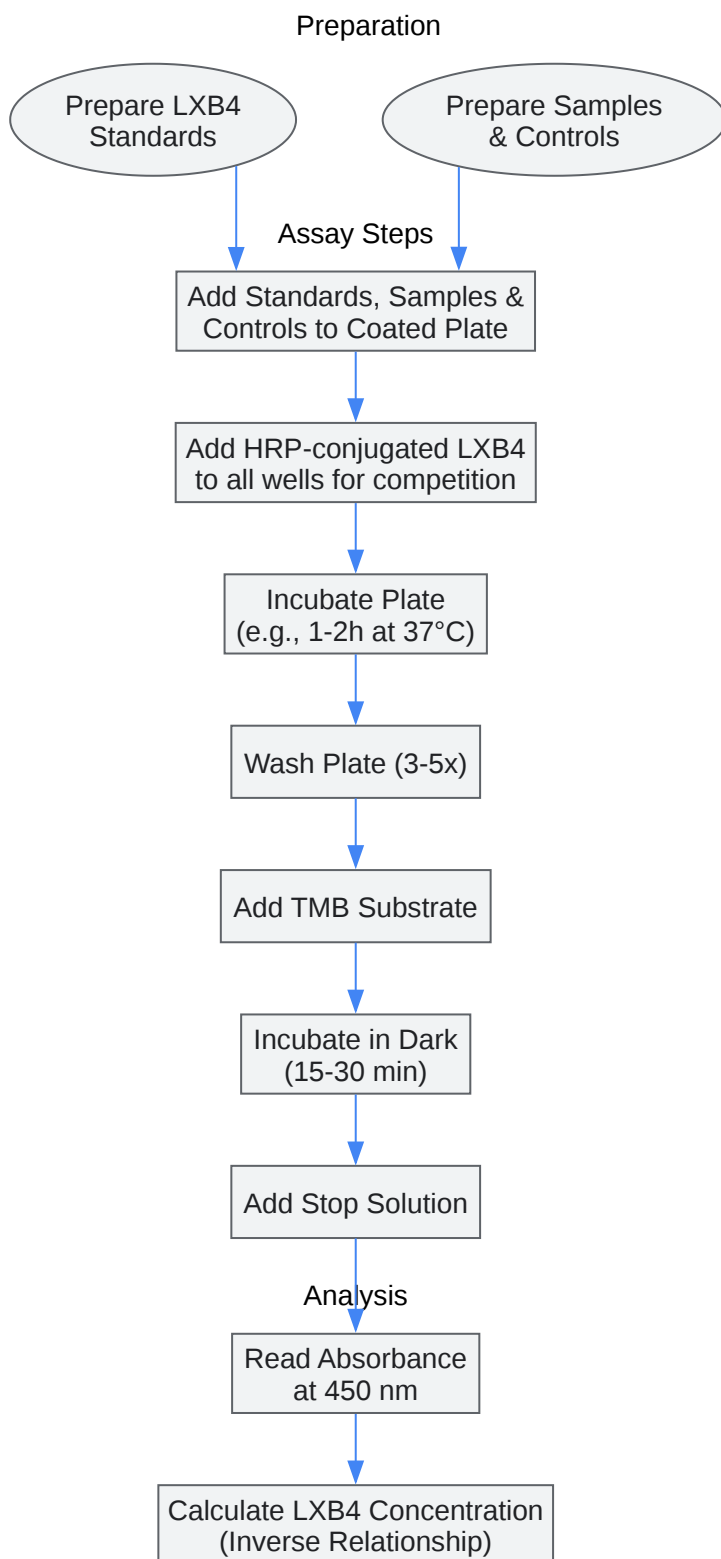 Preparation
Prepare LXB4
Standards
Prepare Samples
& Controls
Assay Steps
Add Standards, Samples &
Controls to Coated Plate
Add HRP-conjugated LXB4
to all wells for competition
Incubate Plate
(e.g., 1-2h at 37°C)
Wash Plate (3-5x)
Add TMB Substrate
Incubate in Dark
(15-30 min)
Add Stop Solution
Analysis
Read Absorbance
at 450 nm
Calculate LXB4 Concentration
(Inverse Relationship)